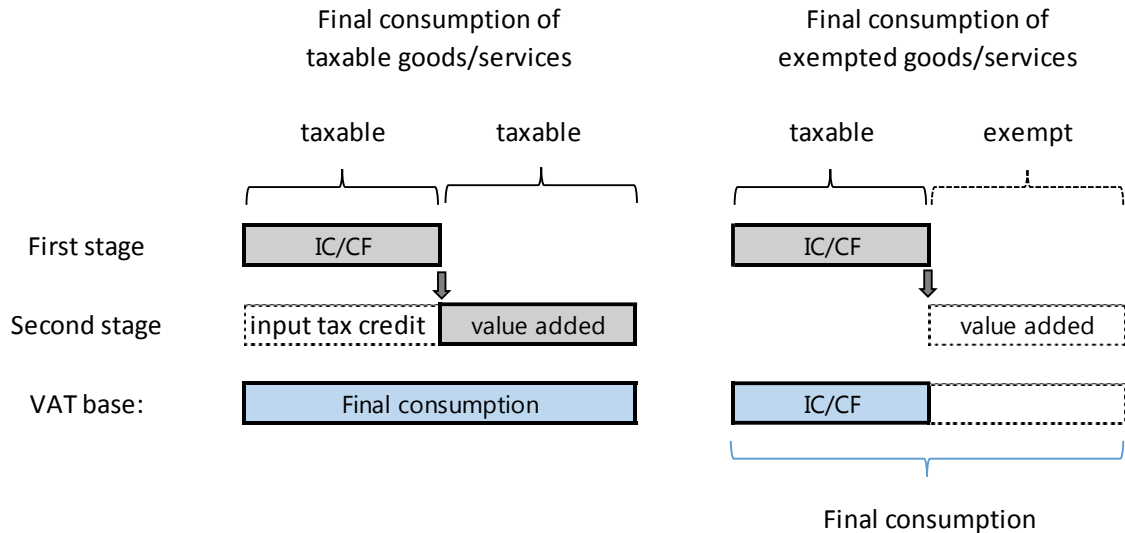 Final consumption of
taxable goods/services
Final consumption of
exempted goods/services
taxable
taxable
taxable
exempt
First stage
IC/CF
IC/CF
Second stage
input tax credit
value added
value added
VAT base:
Final consumption
IC/CF
Final consumption